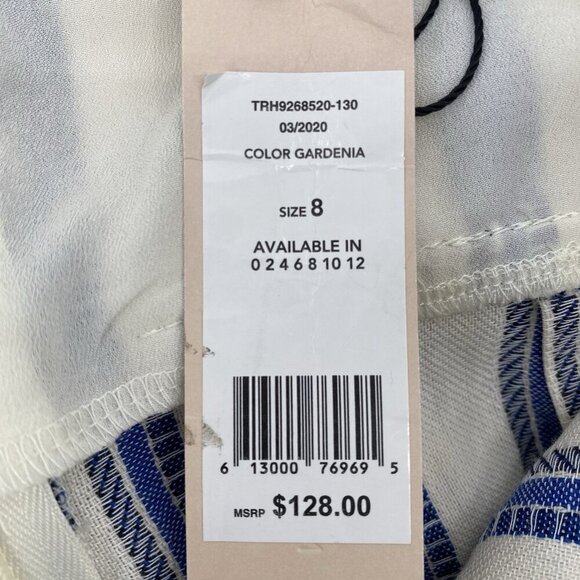 TRH9268520-130
03/2020
COLOR GARDENIA
SIZE 8
AVAILABLE IN
0 2 4 6 8 10 12
6 13000 76969 5
MSRP $128.00